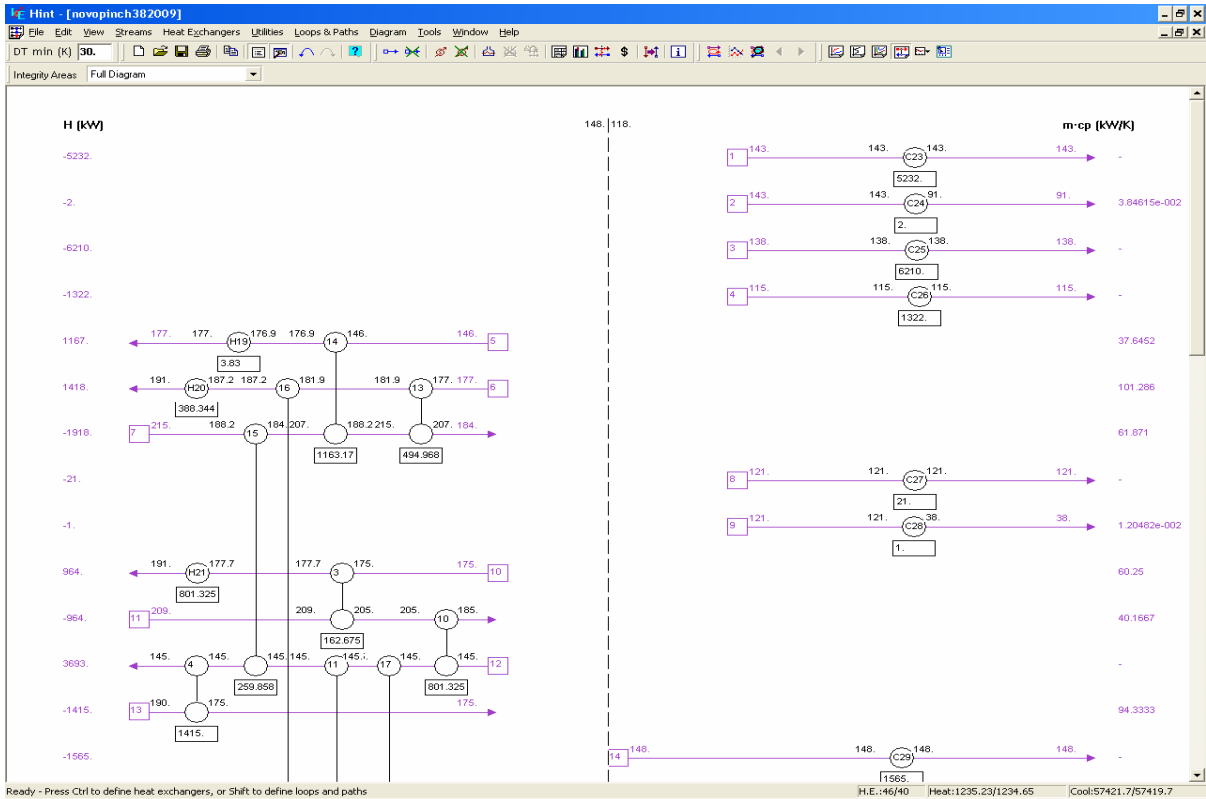 Hint - [novopinch382009]
File Edit View Streams Heat Exchangers Utilities Loops & Paths Diagram Tools Window Help
DT min (K) 30.
Integrity Areas Full Diagram
H (kW) 148. 118. m·cp (kW/K)
-5232. 1 143. 143. C23 143. 143. -
5232.
-2. 2 143. 143. C24 91. 91. 3.84615e-002
2.
-6210. 3 138. 138. C25 138. 138. -
6210.
-1322. 4 115. 115. C26 115. 115. -
1322.
1167. 177. 177. H19 176.9 176.9 14 146. 146. 5 37.6452
3.83
1418. 191. H20 187.2 187.2 16 181.9 181.9 13 177. 177. 6 101.286
388.344
-1918. 7 215. 188.2 15 184. 207. 188.2 215. 207. 184. 61.871
1163.17 494.968
-21. 8 121. 121. C27 121. 121. -
21.
-1. 9 121. 121. C28 38. 38. 1.20482e-002
1.
964. 191. H21 177.7 177.7 3 175. 175. 10 60.25
801.325
-964. 11 209. 209. 205. 205. 10 185. 40.1667
162.675
3693. 145. 4 145. 145. 145. 11 145. 17 145. 145. 12 -
259.858 801.325
-1415. 13 190. 175. 175. 94.3333
1415.
-1565. 14 148. 148. C29 148. 148. -
1565.
Ready - Press Ctrl to define heat exchangers, or Shift to define loops and paths H.E.:46/40 Heat:1235.23/1234.65 Cool:57421.7/57419.7